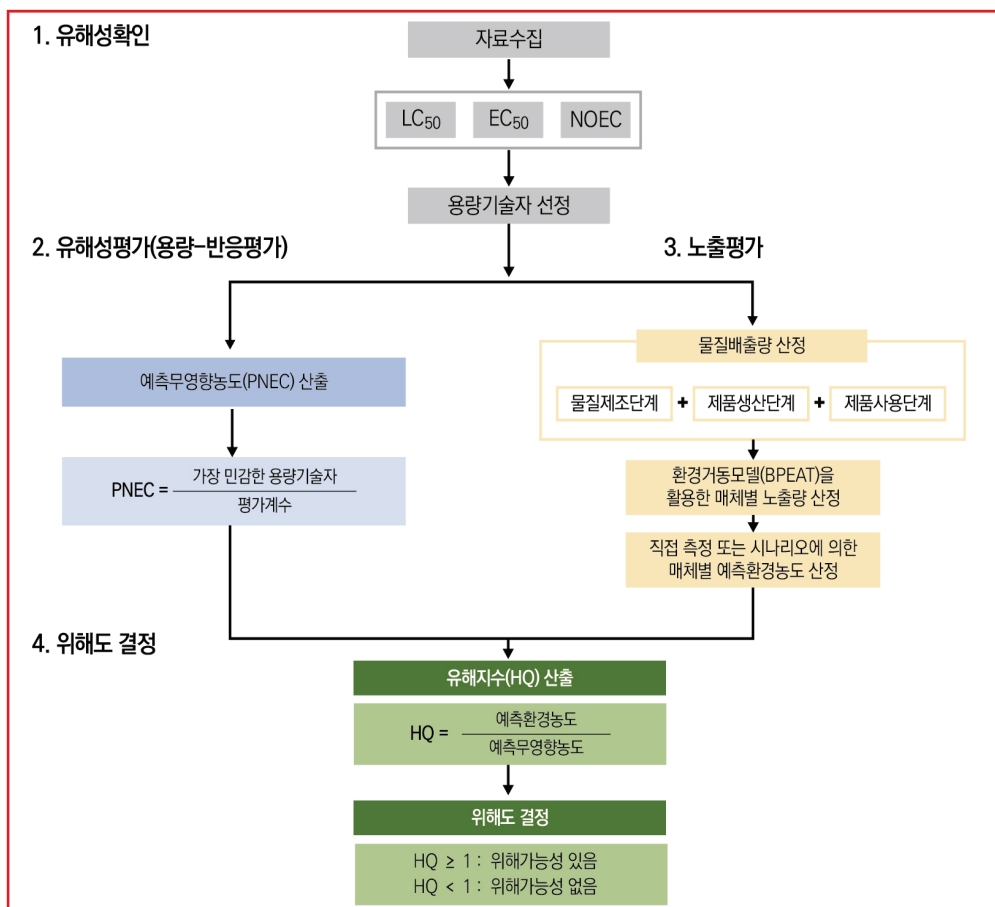 1. 유해성확인
자료수집
LC50 EC50 NOEC
용량기술자 선정
2. 유해성평가(용량-반응평가)
3. 노출평가
예측무영향농도(PNEC) 산출
PNEC = 가장 민감한 용량기술자
평가계수
물질배출량 산정
물질제조단계 + 제품생산단계 + 제품사용단계
환경거동모델(BPEAT)을
활용한 매체별 노출량 산정
직접 측정 또는 시나리오에 의한
매체별 예측환경농도 산정
4. 위해도 결정
유해지수(HQ) 산출
HQ = 예측환경농도
예측무영향농도
위해도 결정
HQ ≥ 1 : 위해가능성 있음
HQ < 1 : 위해가능성 없음